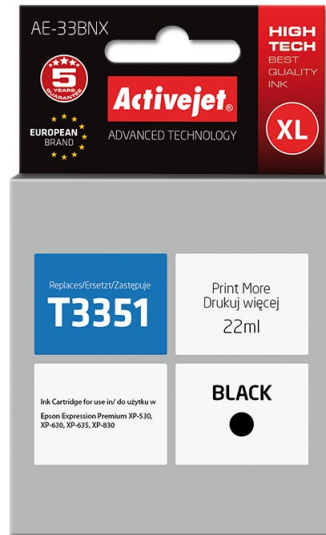 AE-33BNX
HIGH
TECH
BEST
QUALITY
INK
5
YEARS
GUARANTEE
Activejet®
EUROPEAN
BRAND
ADVANCED TECHNOLOGY
XL
Replaces/Ersetzt/Zastępuje
T3351
Print More
Drukuj więcej
22ml
Ink Cartridge for use in/ do użytku w
Epson Expression Premium XP-530,
XP-630, XP-635, XP-830
BLACK